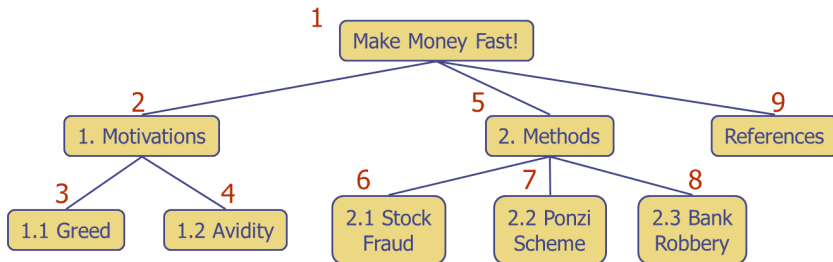 1
Make Money Fast!
2
5
9
1. Motivations
2. Methods
References
3
4
6
7
8
1.1 Greed
1.2 Avidity
2.1 Stock
Fraud
2.2 Ponzi
Scheme
2.3 Bank
Robbery